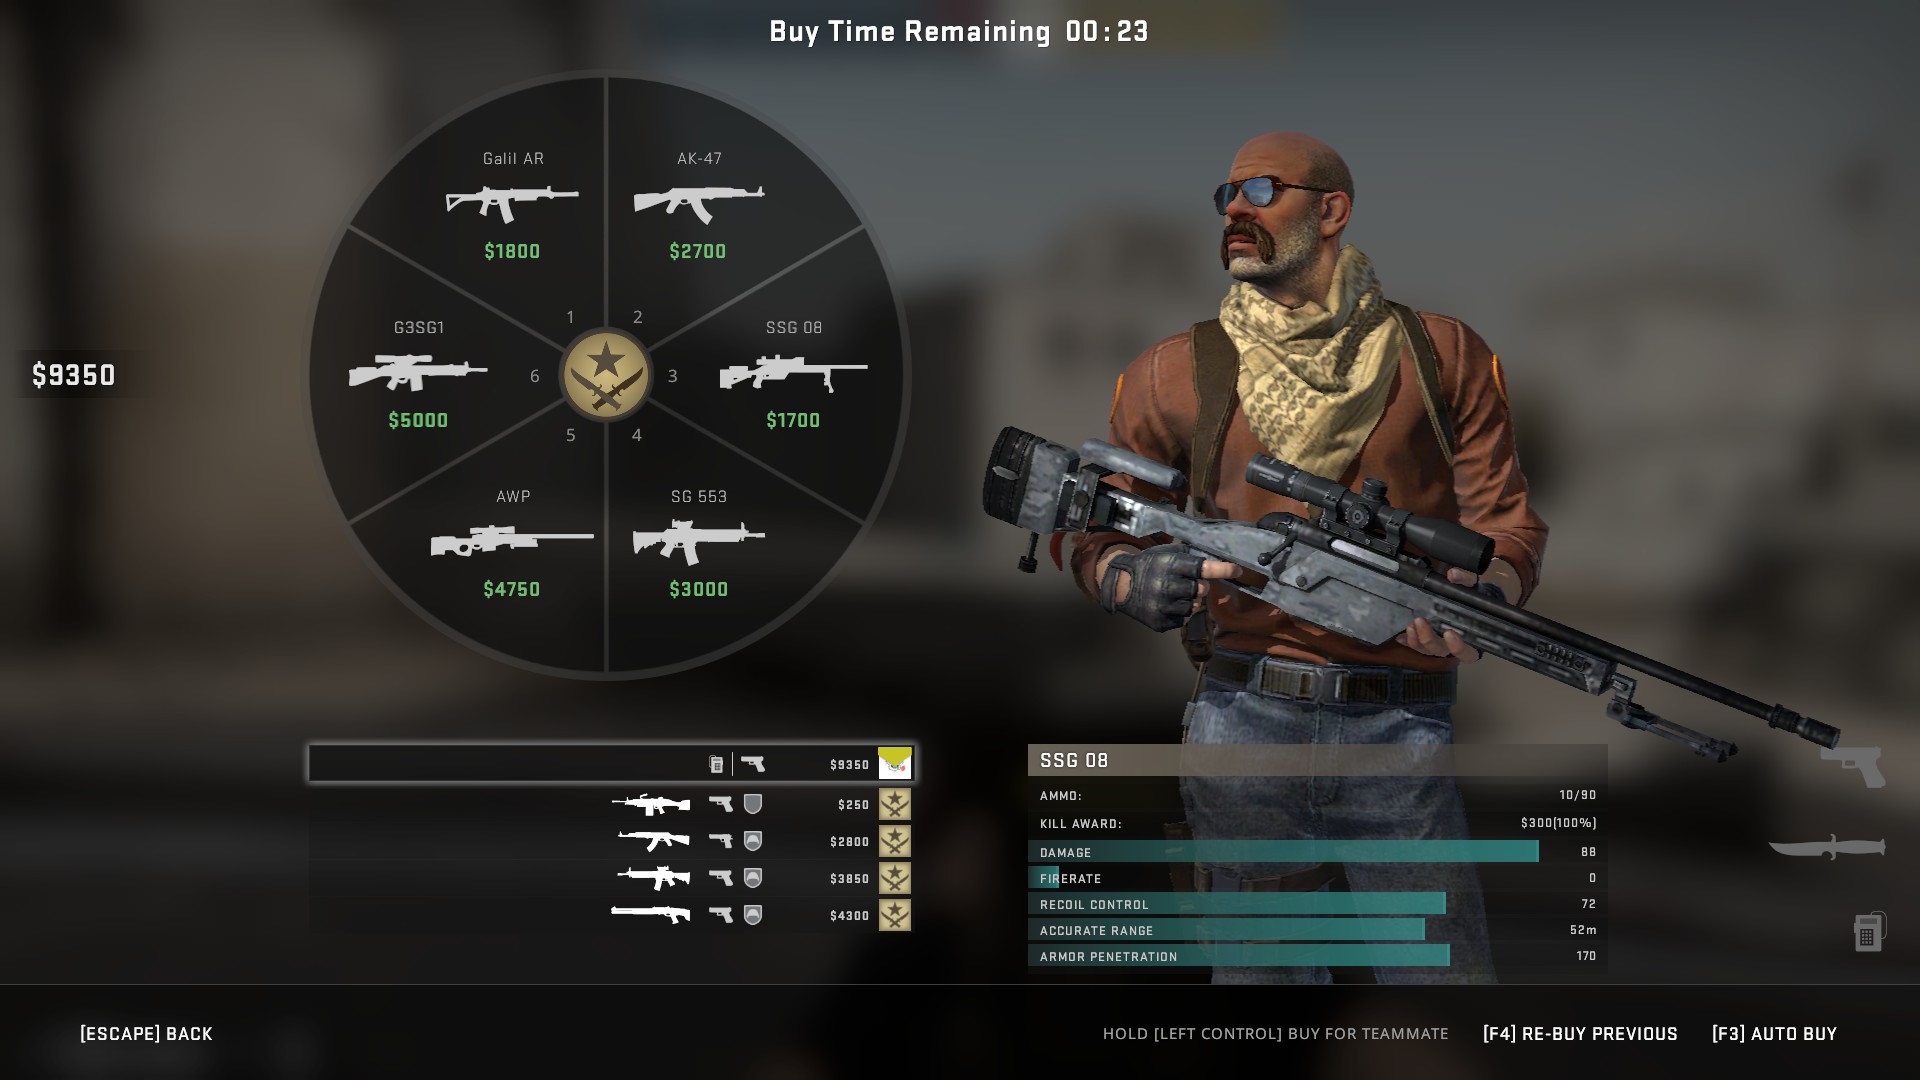 Buy Time Remaining 00:23
Galil AR
$1800
AK-47
$2700
G3SG1
$5000
SSG 08
$1700
1
2
6
3
5
4
$9350
AWP
$4750
SG 553
$3000
$9350
$250
$2800
$3850
$4300
SSG 08
AMMO: 10/90
KILL AWARD: $300(100%)
DAMAGE 88
FIRERATE 0
RECOIL CONTROL 72
ACCURATE RANGE 52m
ARMOR PENETRATION 170
[ESCAPE] BACK
HOLD [LEFT CONTROL] BUY FOR TEAMMATE
[F4] RE-BUY PREVIOUS
[F3] AUTO BUY